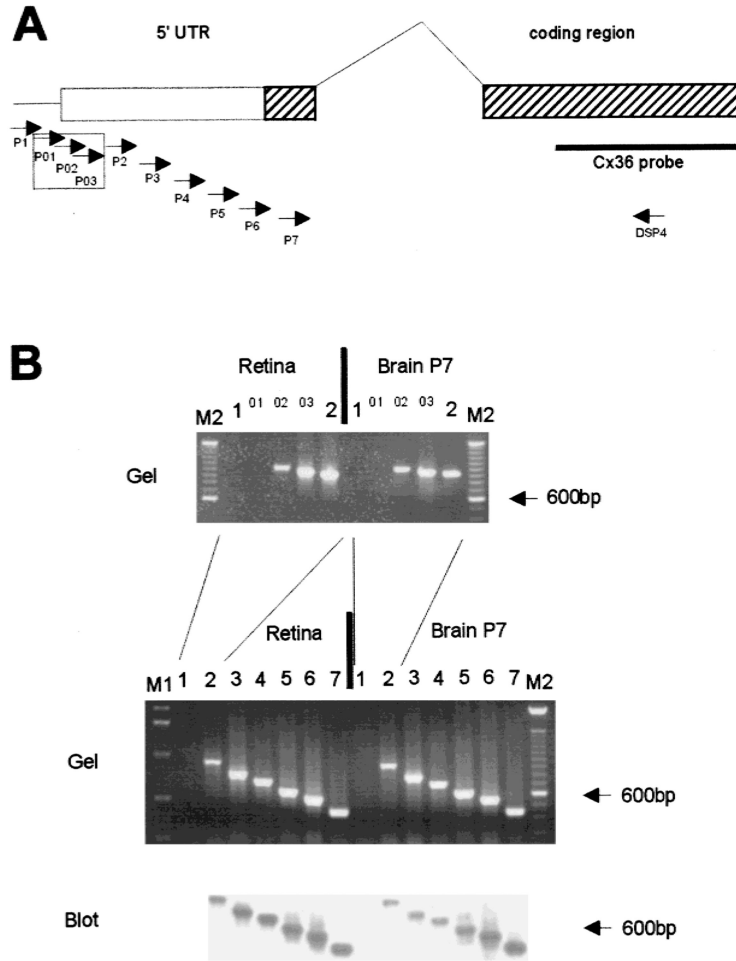 A
5' UTR coding region
P1 P01 P02 P03 P2 P3 P4 P5 P6 P7
Cx36 probe
DSP4
B
Retina Brain P7
M2 1 01 02 03 2 1 01 02 03 2 M2
Gel
600bp
Retina Brain P7
M1 1 2 3 4 5 6 7 1 2 3 4 5 6 7 M2
Gel
600bp
Blot
600bp